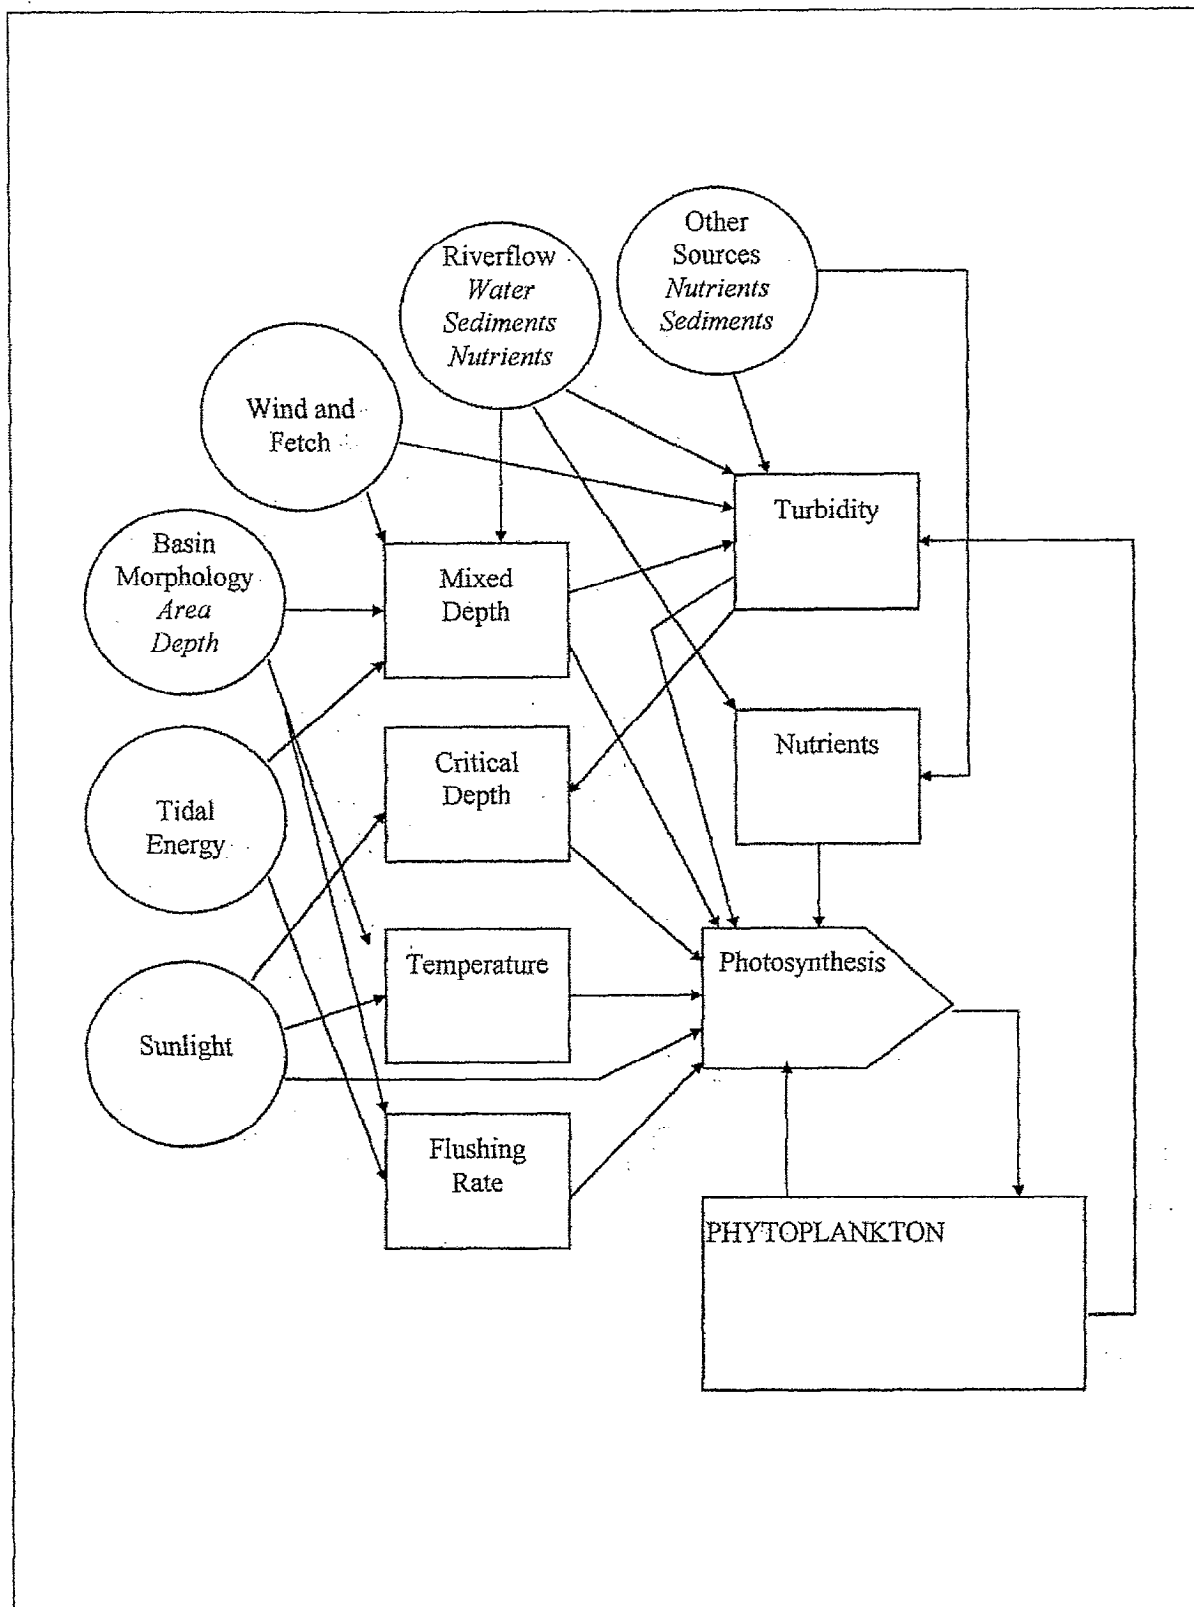 Other
Sources
Nutrients
Sediments
Riverflow
Water
Sediments
Nutrients
Wind and
Fetch
Turbidity
Basin
Morphology
Area
Depth
Mixed
Depth
Nutrients
Critical
Depth
Tidal
Energy
Temperature
Photosynthesis
Sunlight
Flushing
Rate
PHYTOPLANKTON